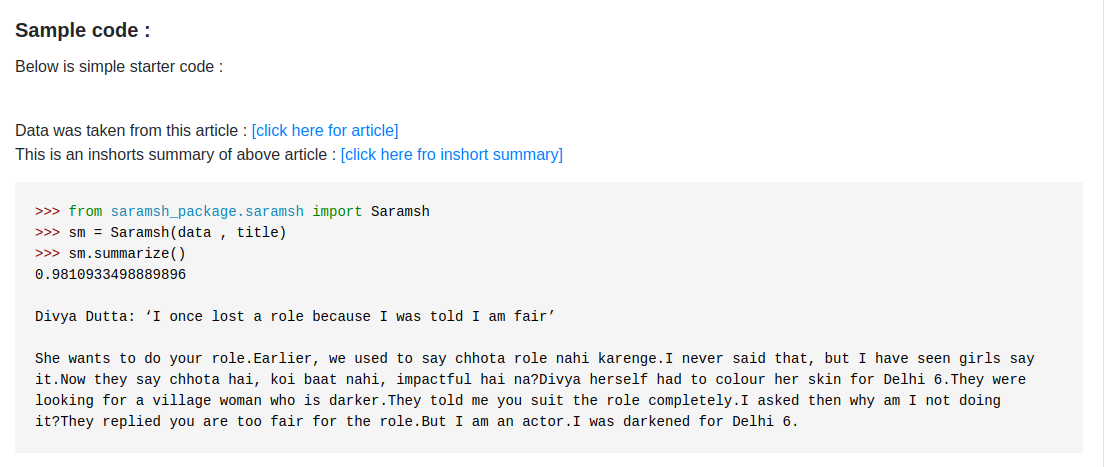 Sample code :
Below is simple starter code :
Data was taken from this article : [click here for article]
This is an inshorts summary of above article : [click here fro inshort summary]
>>> from saramsh_package.saramsh import Saramsh
>>> sm = Saramsh(data , title)
>>> sm.summarize()
0.9810933498889896
Divya Dutta: ‘I once lost a role because I was told I am fair’
She wants to do your role.Earlier, we used to say chhota role nahi karenge.I never said that, but I have seen girls say
it.Now they say chhota hai, koi baat nahi, impactful hai na?Divya herself had to colour her skin for Delhi 6.They were
looking for a village woman who is darker.They told me you suit the role completely.I asked then why am I not doing
it?They replied you are too fair for the role.But I am an actor.I was darkened for Delhi 6.